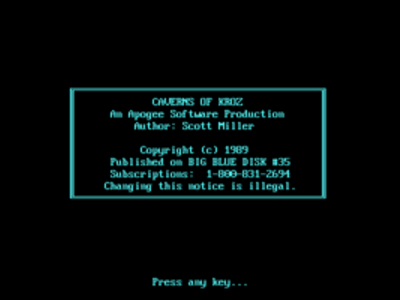 CAVERNS OF KROZ
An Apogee Software Production
Author: Scott Miller
Copyright (c) 1989
Published on BIG BLUE DISK #35
Subscriptions: 1-800-831-2694
Changing this notice is illegal.
Press any key...